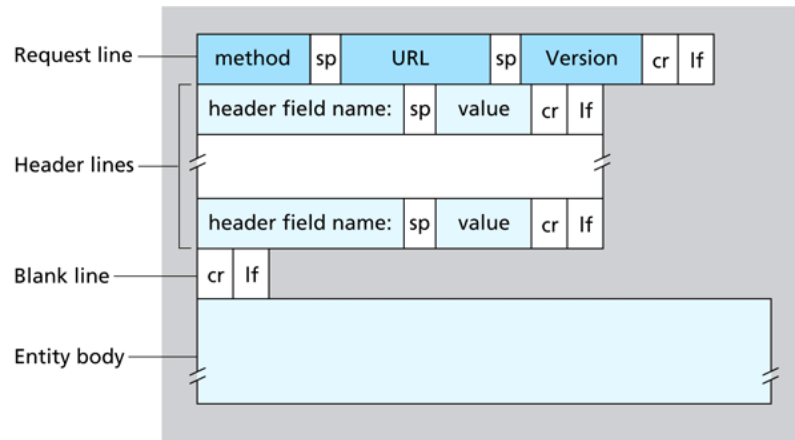 Request line method sp URL sp Version cr lf
header field name: sp value cr lf
Header lines
header field name: sp value cr lf
Blank line cr lf
Entity body